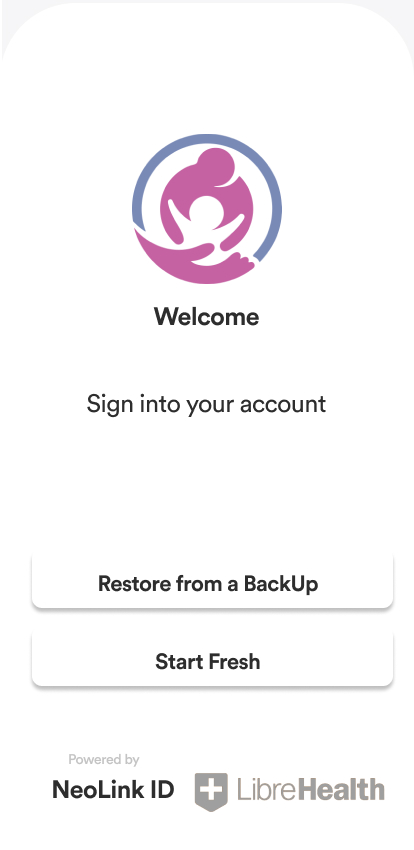 Welcome
Sign into your account
Restore from a BackUp
Start Fresh
Powered by
NeoLink ID LibreHealth